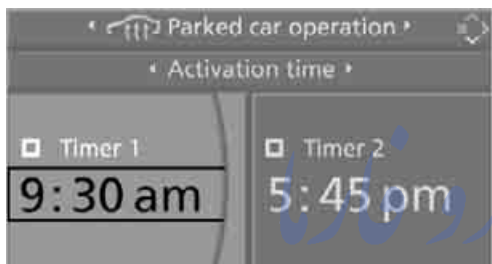 Parked car operation
Activation time
Timer 1
9:30 am
Timer 2
5:45 pm